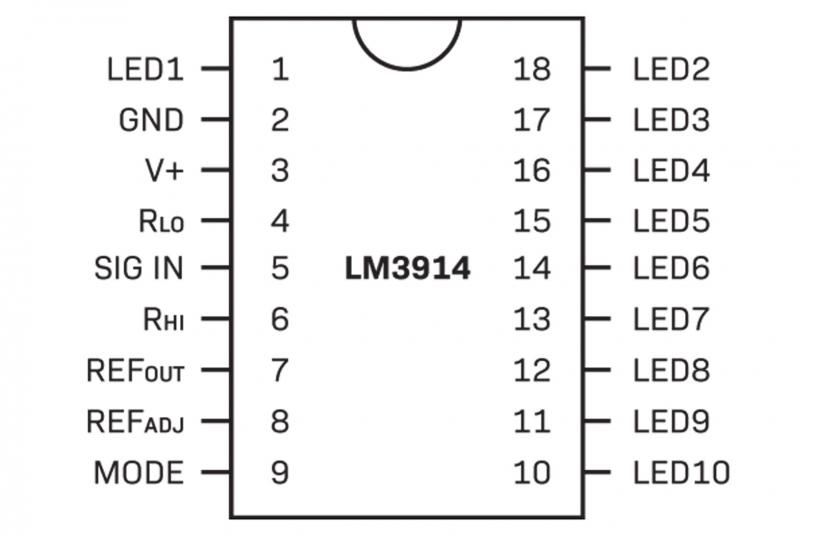 LED1 1 18 LED2
GND 2 17 LED3
V+ 3 16 LED4
RLO 4 15 LED5
SIG IN 5 LM3914 14 LED6
RHI 6 13 LED7
REFOUT 7 12 LED8
REFADJ 8 11 LED9
MODE 9 10 LED10